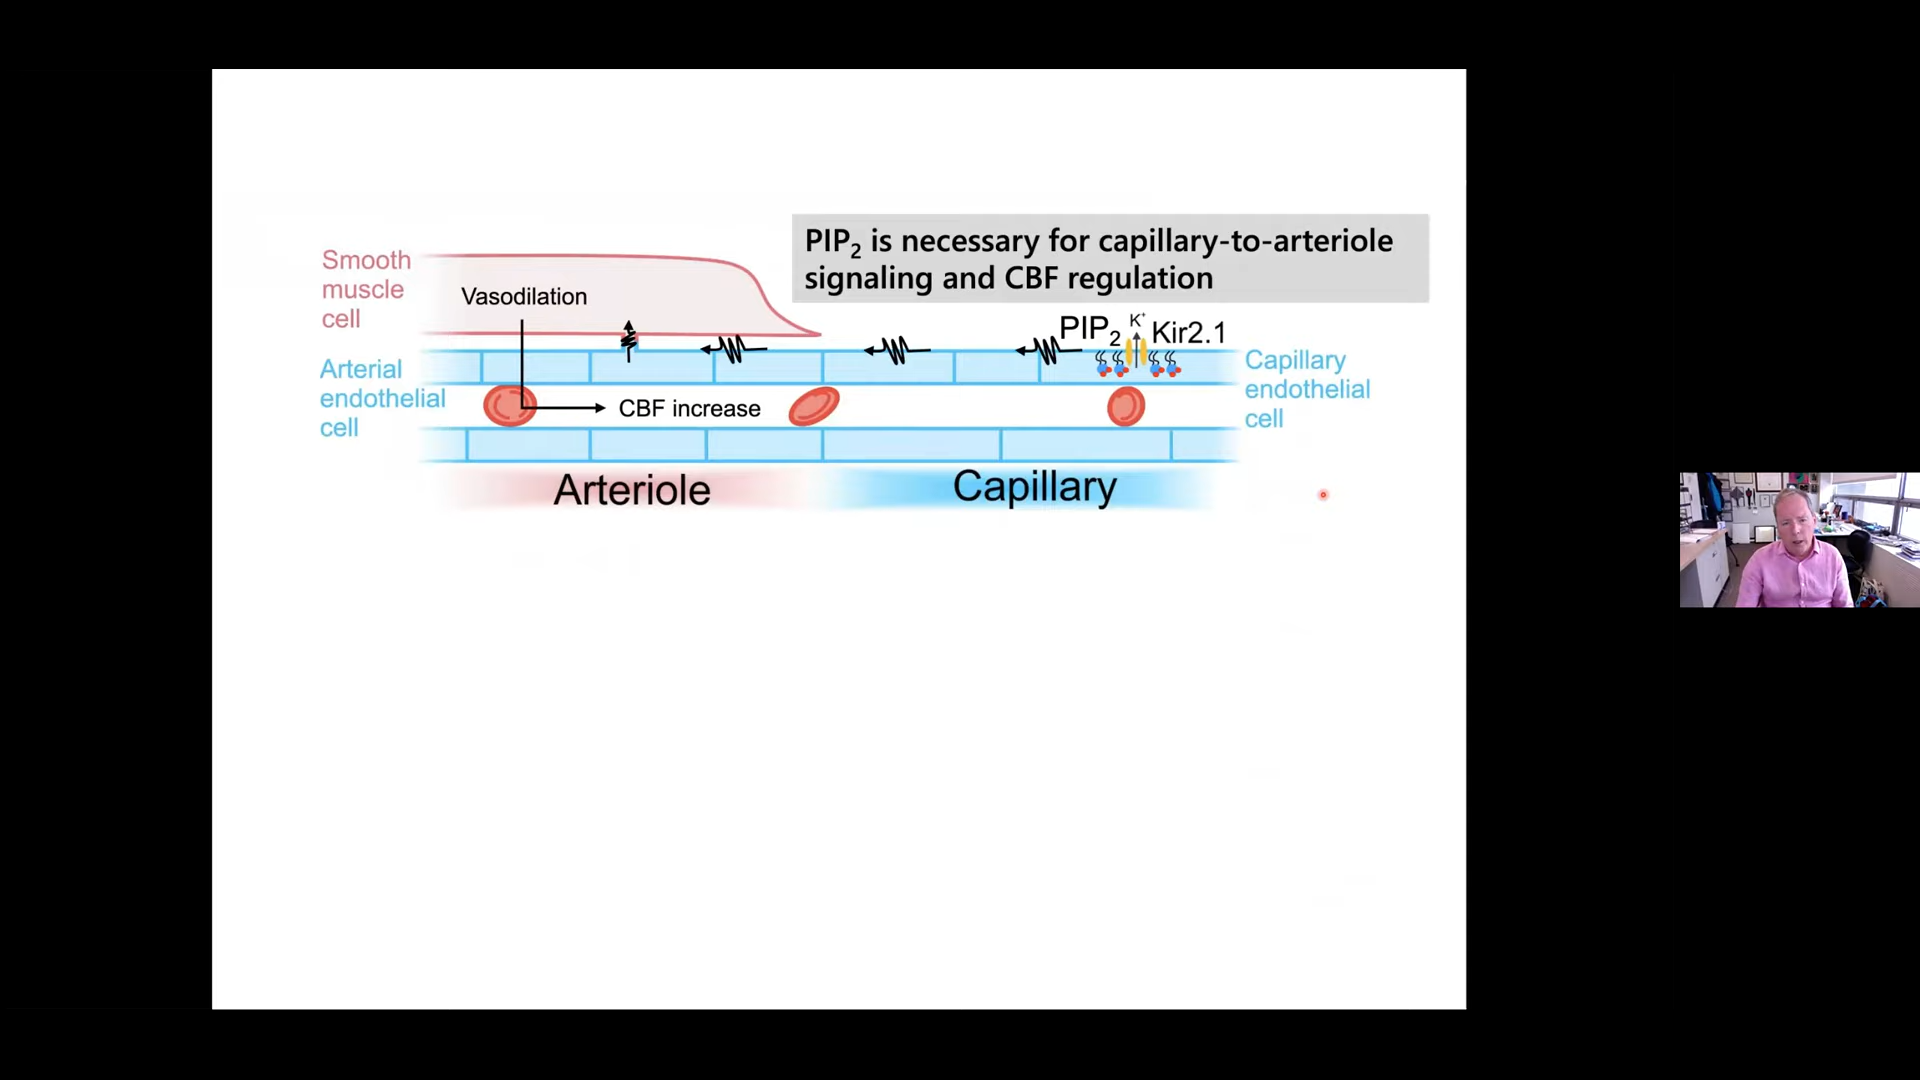 PIP₂ is necessary for capillary-to-arteriole
signaling and CBF regulation
Smooth
muscle
cell
Vasodilation
PIP₂
K⁺
Kir2.1
Arterial
endothelial
cell
Capillary
endothelial
cell
CBF increase
Arteriole
Capillary